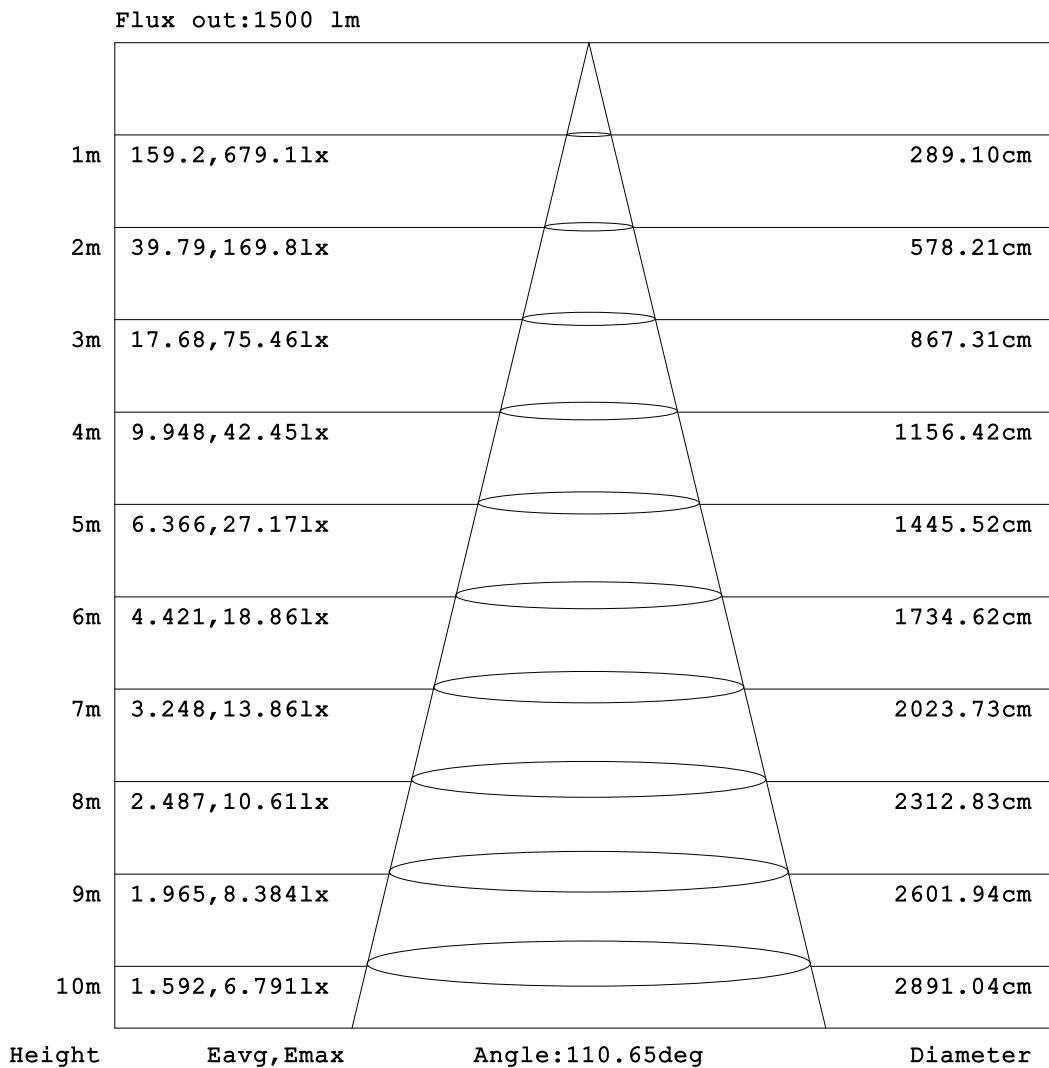 Flux out:1500 lm
1m 159.2,679.1lx 289.10cm
2m 39.79,169.8lx 578.21cm
3m 17.68,75.46lx 867.31cm
4m 9.948,42.45lx 1156.42cm
5m 6.366,27.17lx 1445.52cm
6m 4.421,18.86lx 1734.62cm
7m 3.248,13.86lx 2023.73cm
8m 2.487,10.61lx 2312.83cm
9m 1.965,8.384lx 2601.94cm
10m 1.592,6.791lx 2891.04cm
Height Eavg,Emax Angle:110.65deg Diameter